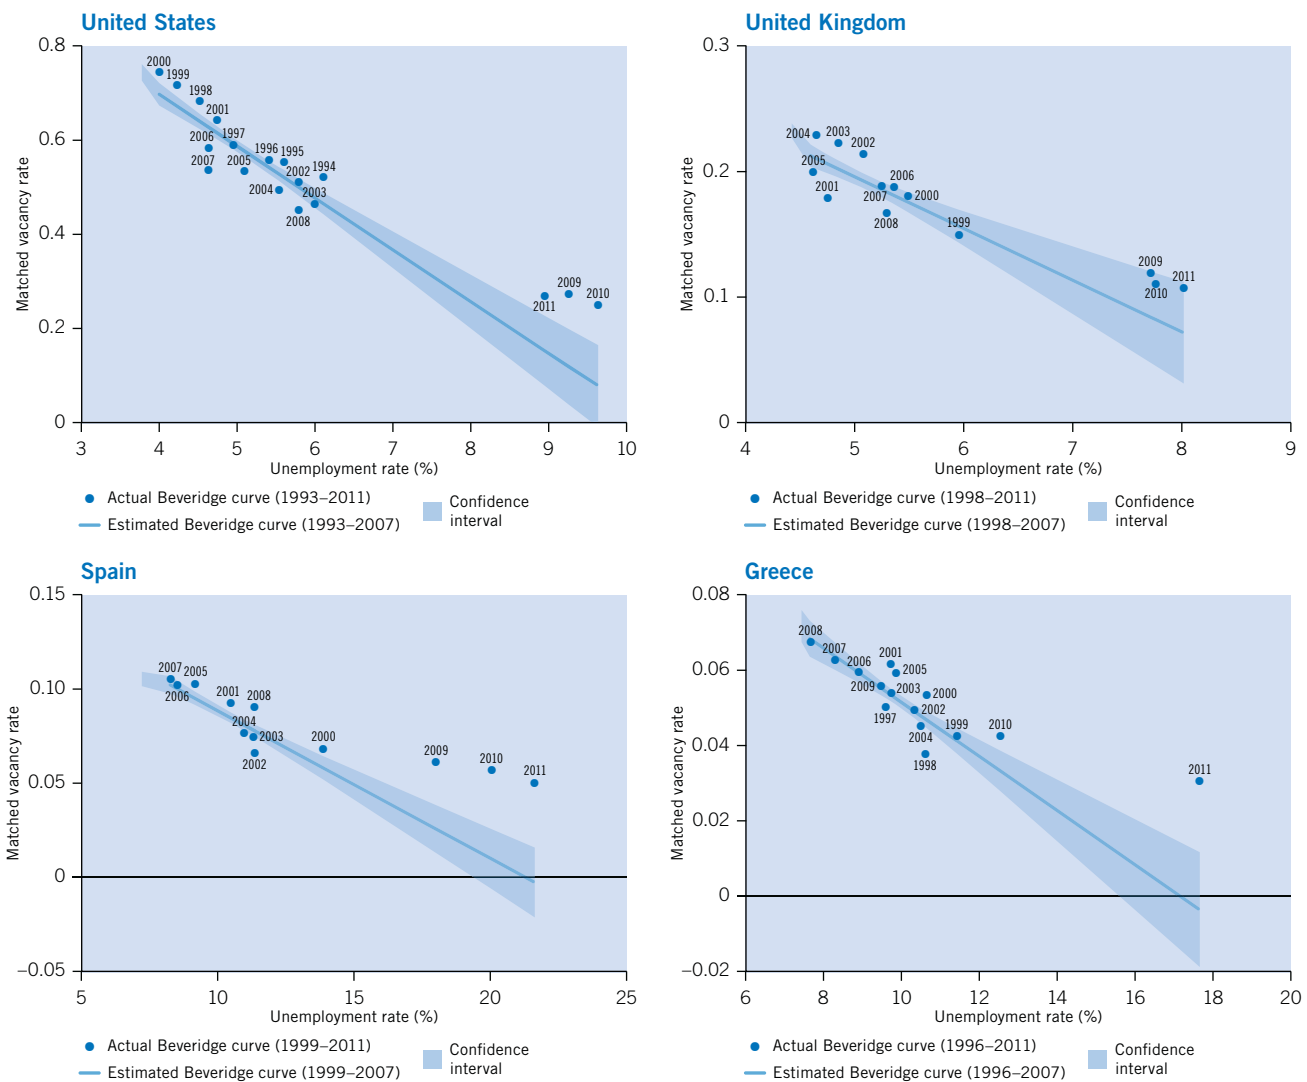 United States
0.8
0.6
0.4
0.2
0
Matched vacancy rate
2000
1999
1998
2001
2006
1997
2007
2005
1996
1995
2002
1994
2004
2003
2008
2009
2011
2010
3 4 5 6 7 8 9 10
Unemployment rate (%)
Actual Beveridge curve (1993–2011)
Estimated Beveridge curve (1993–2007)
Confidence
interval
United Kingdom
0.3
0.2
0.1
0
Matched vacancy rate
2004
2003
2002
2005
2001
2006
2007
2000
2008
1999
2009
2011
2010
4 5 6 7 8 9
Unemployment rate (%)
Actual Beveridge curve (1998–2011)
Estimated Beveridge curve (1998–2007)
Confidence
interval
Spain
0.15
0.10
0.05
0
–0.05
Matched vacancy rate
2007
2005
2006
2001
2008
2004
2003
2002
2000
2009
2010
2011
5 10 15 20 25
Unemployment rate (%)
Actual Beveridge curve (1999–2011)
Estimated Beveridge curve (1999–2007)
Confidence
interval
Greece
0.08
0.06
0.04
0.02
0
–0.02
Matched vacancy rate
2008
2007
2006
2001
2005
2009
2003
2000
1997
2002
2004
1999
2010
1998
2011
6 8 10 12 14 16 18 20
Unemployment rate (%)
Actual Beveridge curve (1996–2011)
Estimated Beveridge curve (1996–2007)
Confidence
interval